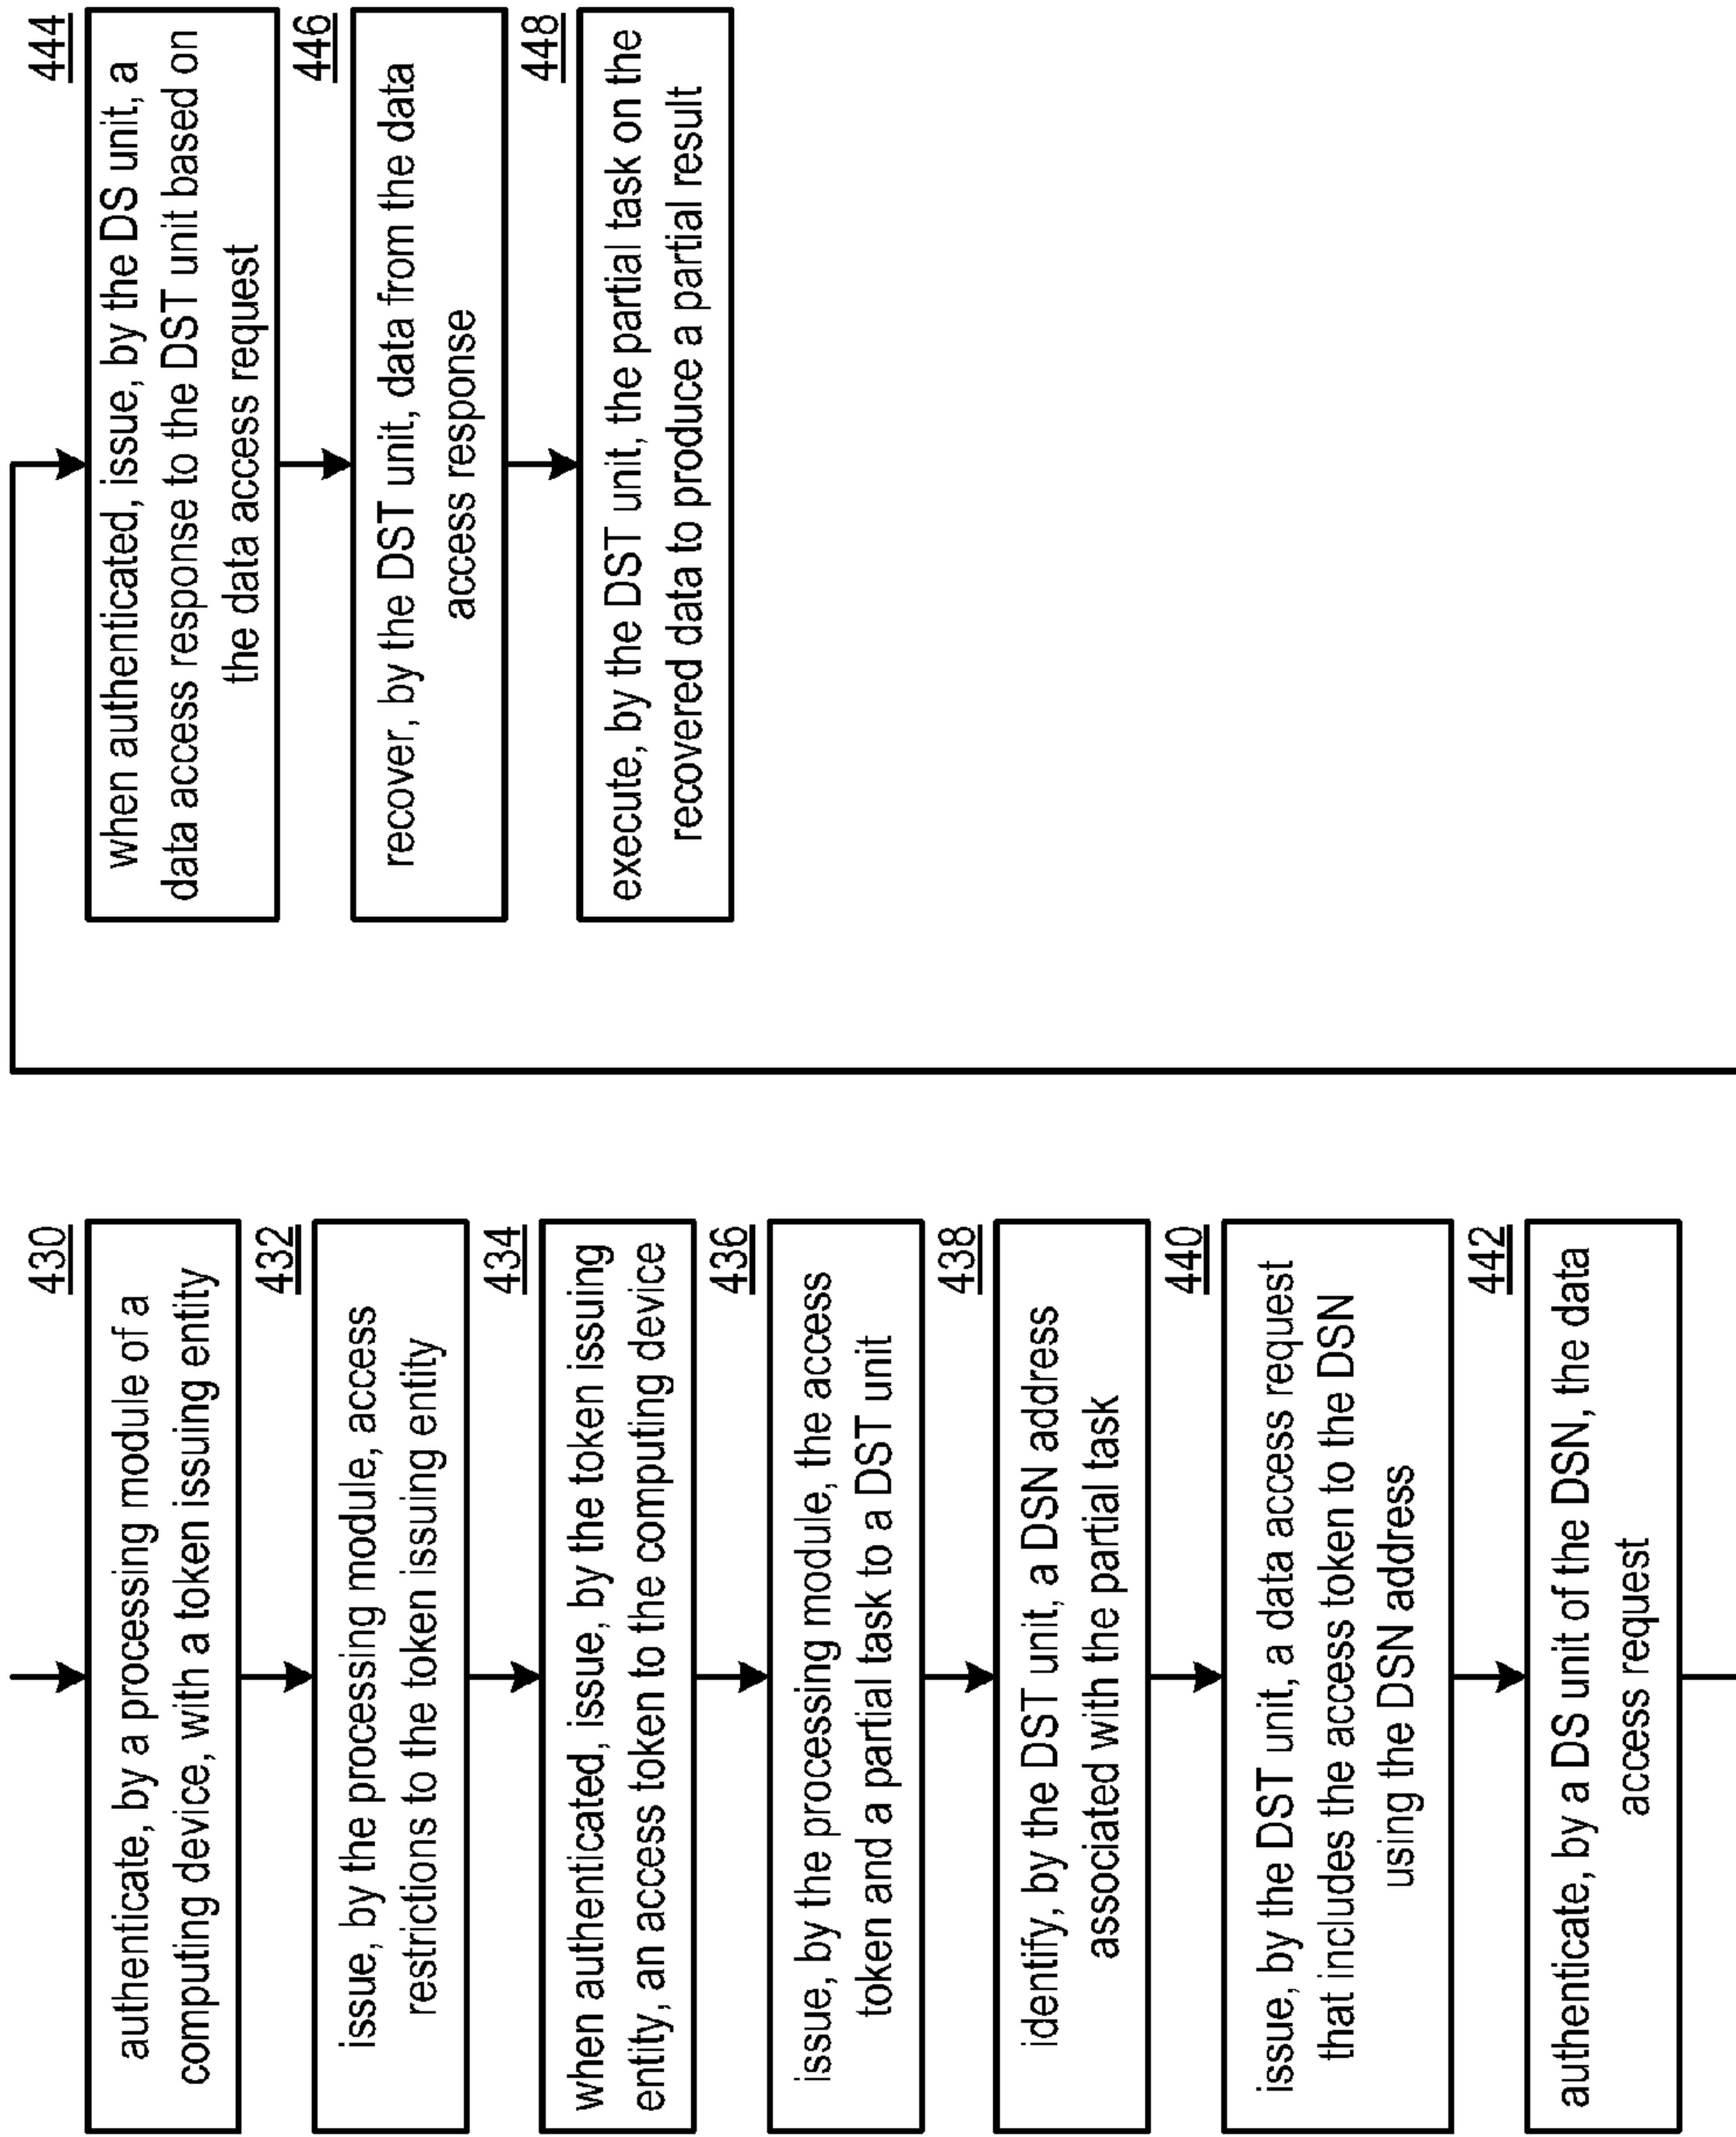 430
authenticate, by a processing module of a
computing device, with a token issuing entity
432
issue, by the processing module, access
restrictions to the token issuing entity
434
when authenticated, issue, by the token issuing
entity, an access token to the computing device
436
issue, by the processing module, the access
token and a partial task to a DST unit
438
identify, by the DST unit, a DSN address
associated with the partial task
440
issue, by the DST unit, a data access request
that includes the access token to the DSN
using the DSN address
442
authenticate, by a DS unit of the DSN, the data
access request
444
when authenticated, issue, by the DS unit, a
data access response to the DST unit based on
the data access request
446
recover, by the DST unit, data from the data
access response
448
execute, by the DST unit, the partial task on the
recovered data to produce a partial result